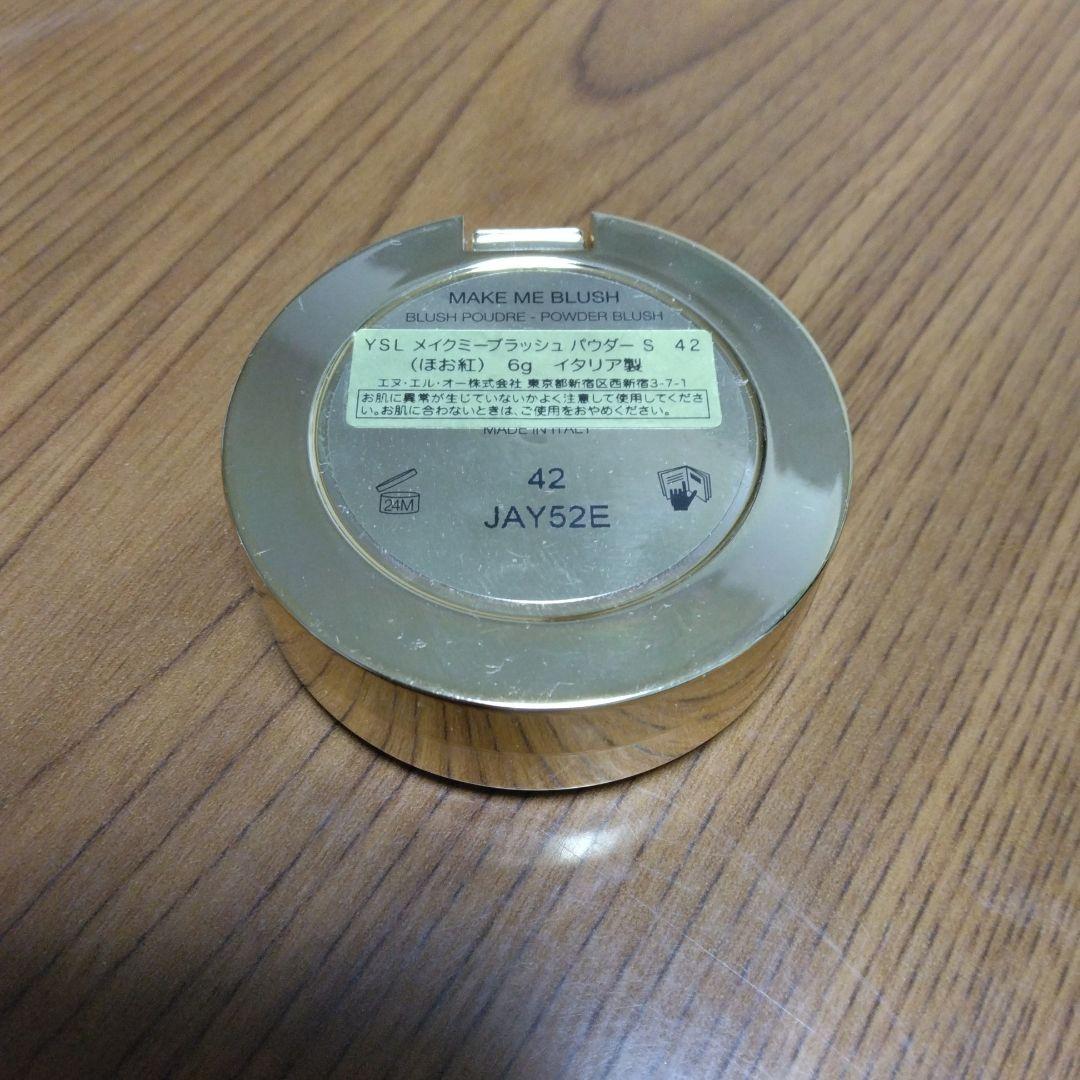 MAKE ME BLUSH
BLUSH POUDRE - POWDER BLUSH
YSL メイクミーブラッシュ パウダー S 42
（ほお紅） 6g イタリア製
エヌ・エル・オー株式会社 東京都新宿区西新宿3-7-1
お肌に異常が生じていないかよく注意して使用してくださ
い。お肌に合わないときは、ご使用をおやめください。
MADE IN ITALY
42
24M
JAY52E